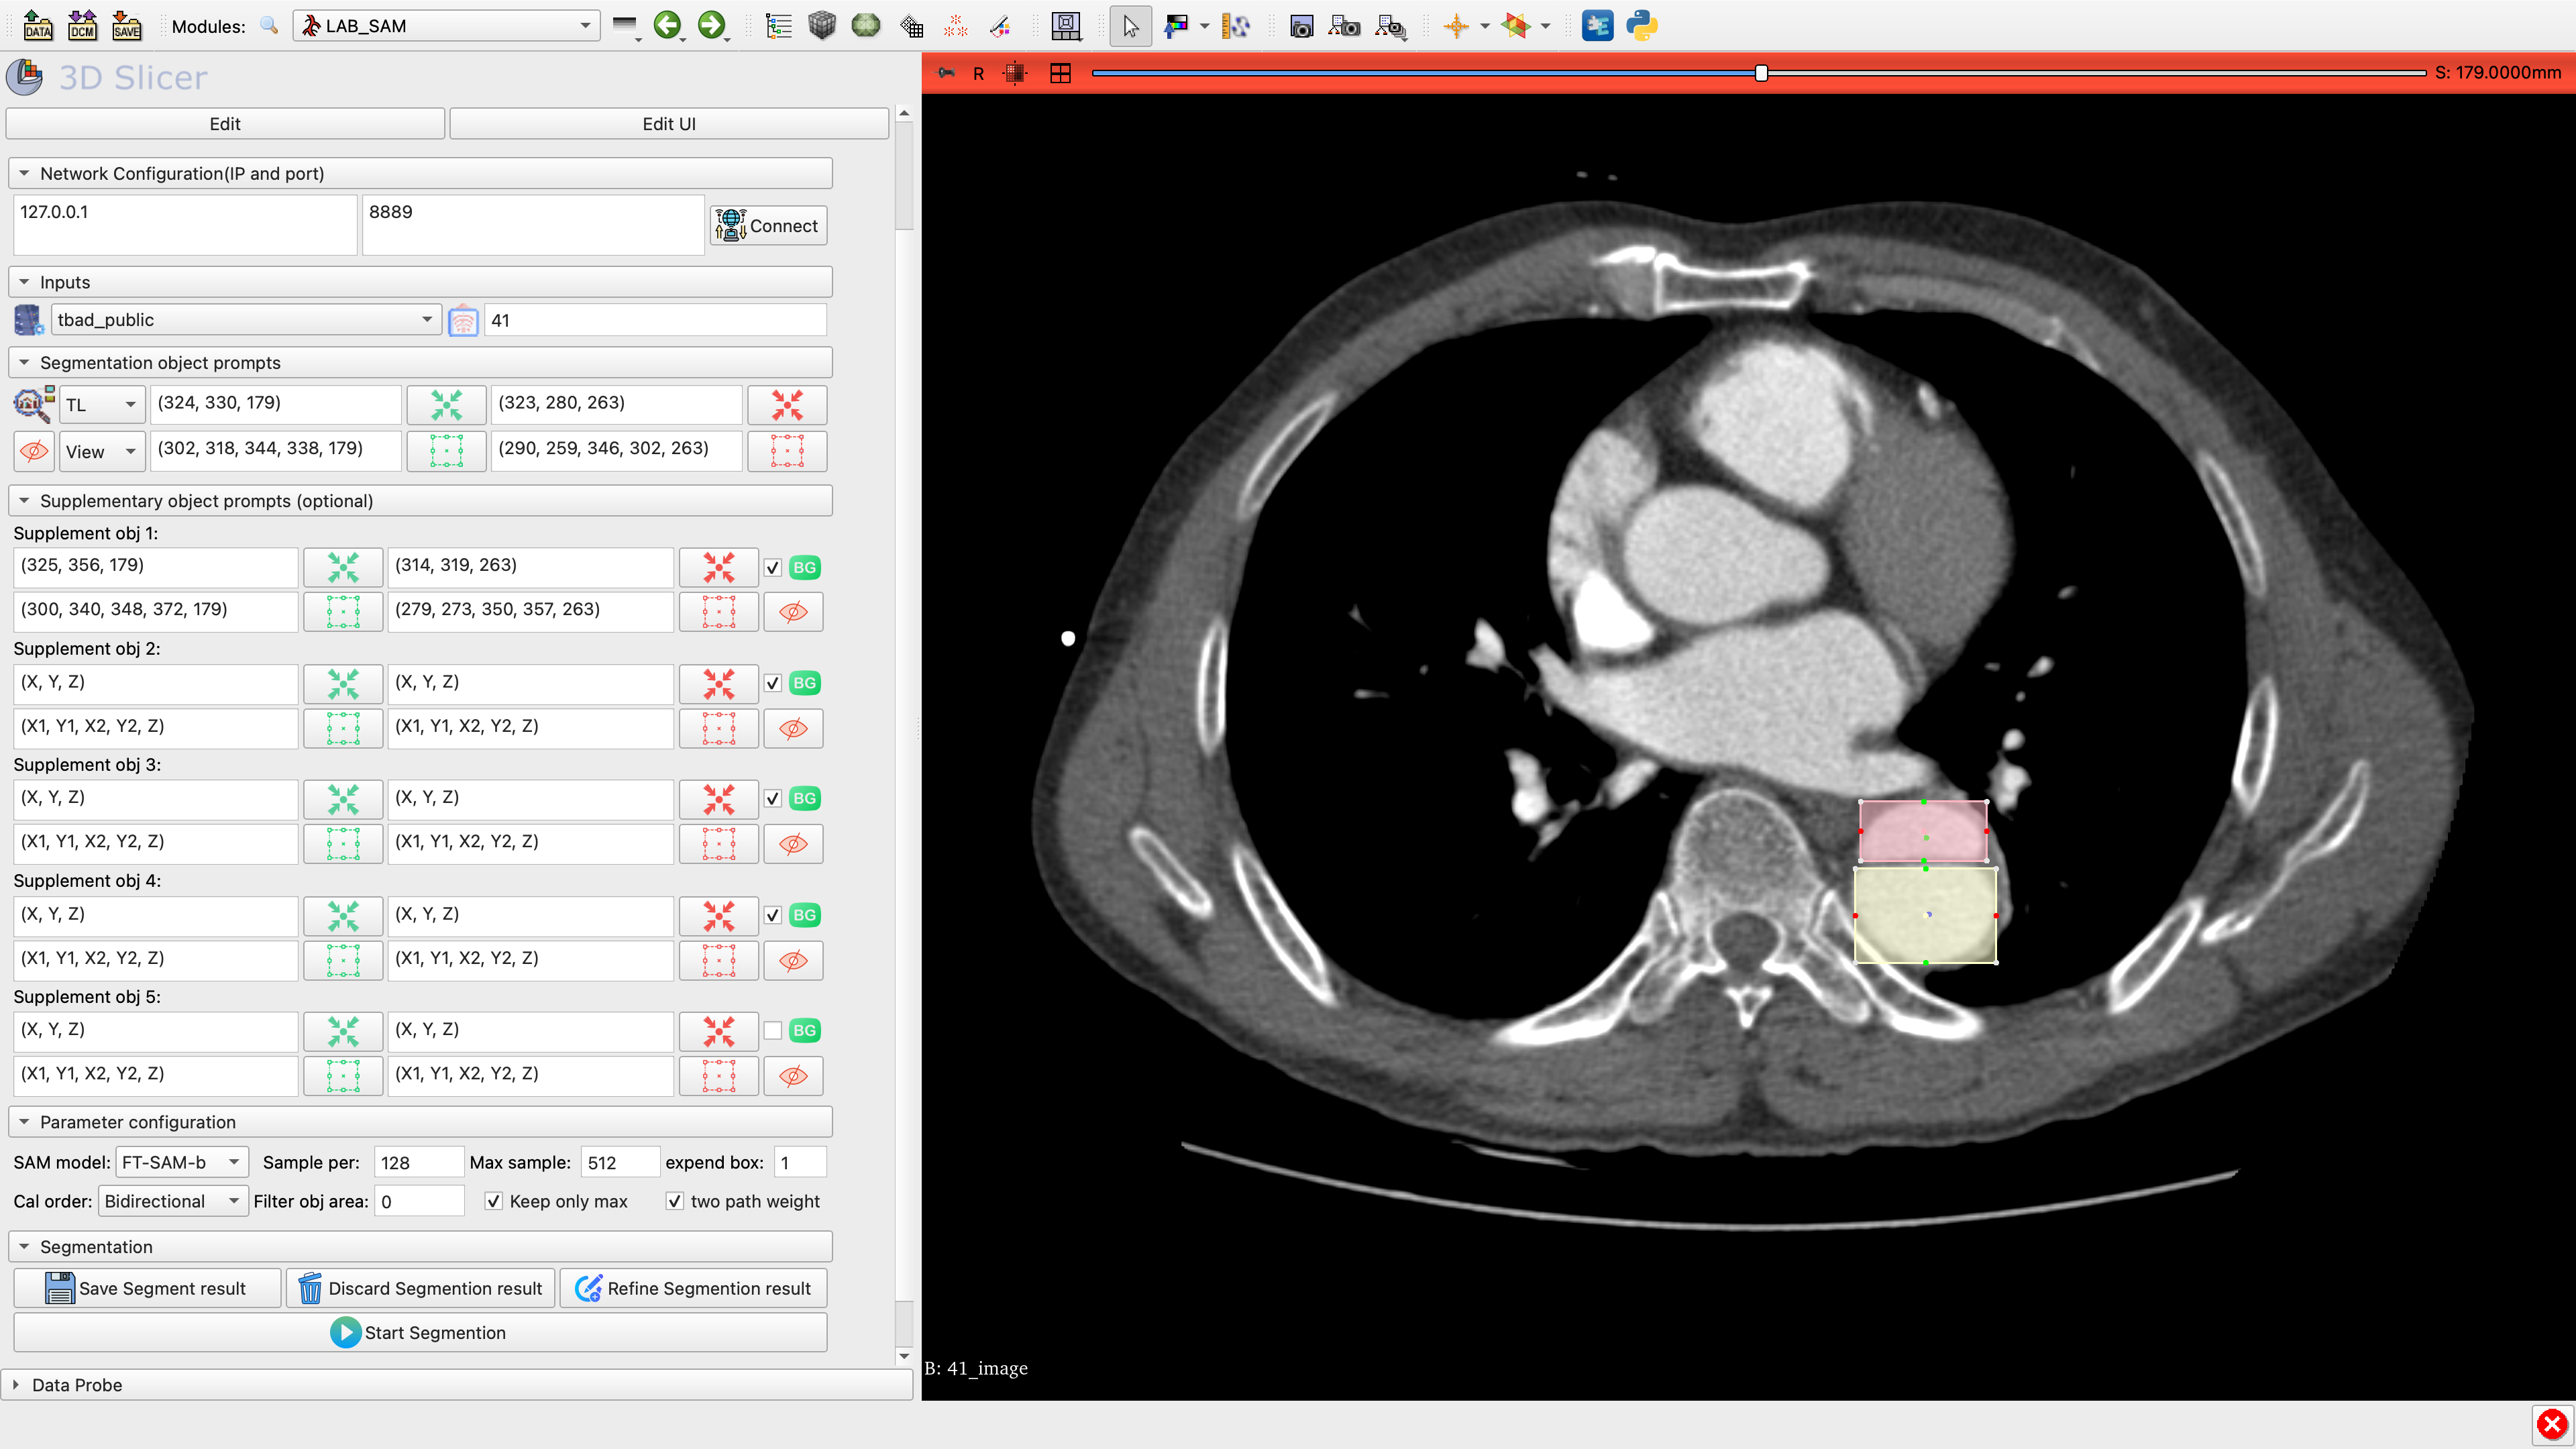 DATA DCM SAVE Modules: LAB_SAM
R S: 179.0000mm
3D Slicer
Edit Edit UI
Network Configuration(IP and port)
127.0.0.1 8889 Connect
Inputs
tbad_public 41
Segmentation object prompts
TL (324, 330, 179) (323, 280, 263)
View (302, 318, 344, 338, 179) (290, 259, 346, 302, 263)
Supplementary object prompts (optional)
Supplement obj 1:
(325, 356, 179) (314, 319, 263) BG
(300, 340, 348, 372, 179) (279, 273, 350, 357, 263)
Supplement obj 2:
(X, Y, Z) (X, Y, Z) BG
(X1, Y1, X2, Y2, Z) (X1, Y1, X2, Y2, Z)
Supplement obj 3:
(X, Y, Z) (X, Y, Z) BG
(X1, Y1, X2, Y2, Z) (X1, Y1, X2, Y2, Z)
Supplement obj 4:
(X, Y, Z) (X, Y, Z) BG
(X1, Y1, X2, Y2, Z) (X1, Y1, X2, Y2, Z)
Supplement obj 5:
(X, Y, Z) (X, Y, Z) BG
(X1, Y1, X2, Y2, Z) (X1, Y1, X2, Y2, Z)
Parameter configuration
SAM model: FT-SAM-b Sample per: 128 Max sample: 512 expend box: 1
Cal order: Bidirectional Filter obj area: 0 Keep only max two path weight
Segmentation
Save Segment result Discard Segmention result Refine Segmention result
Start Segmention
B: 41_image
Data Probe